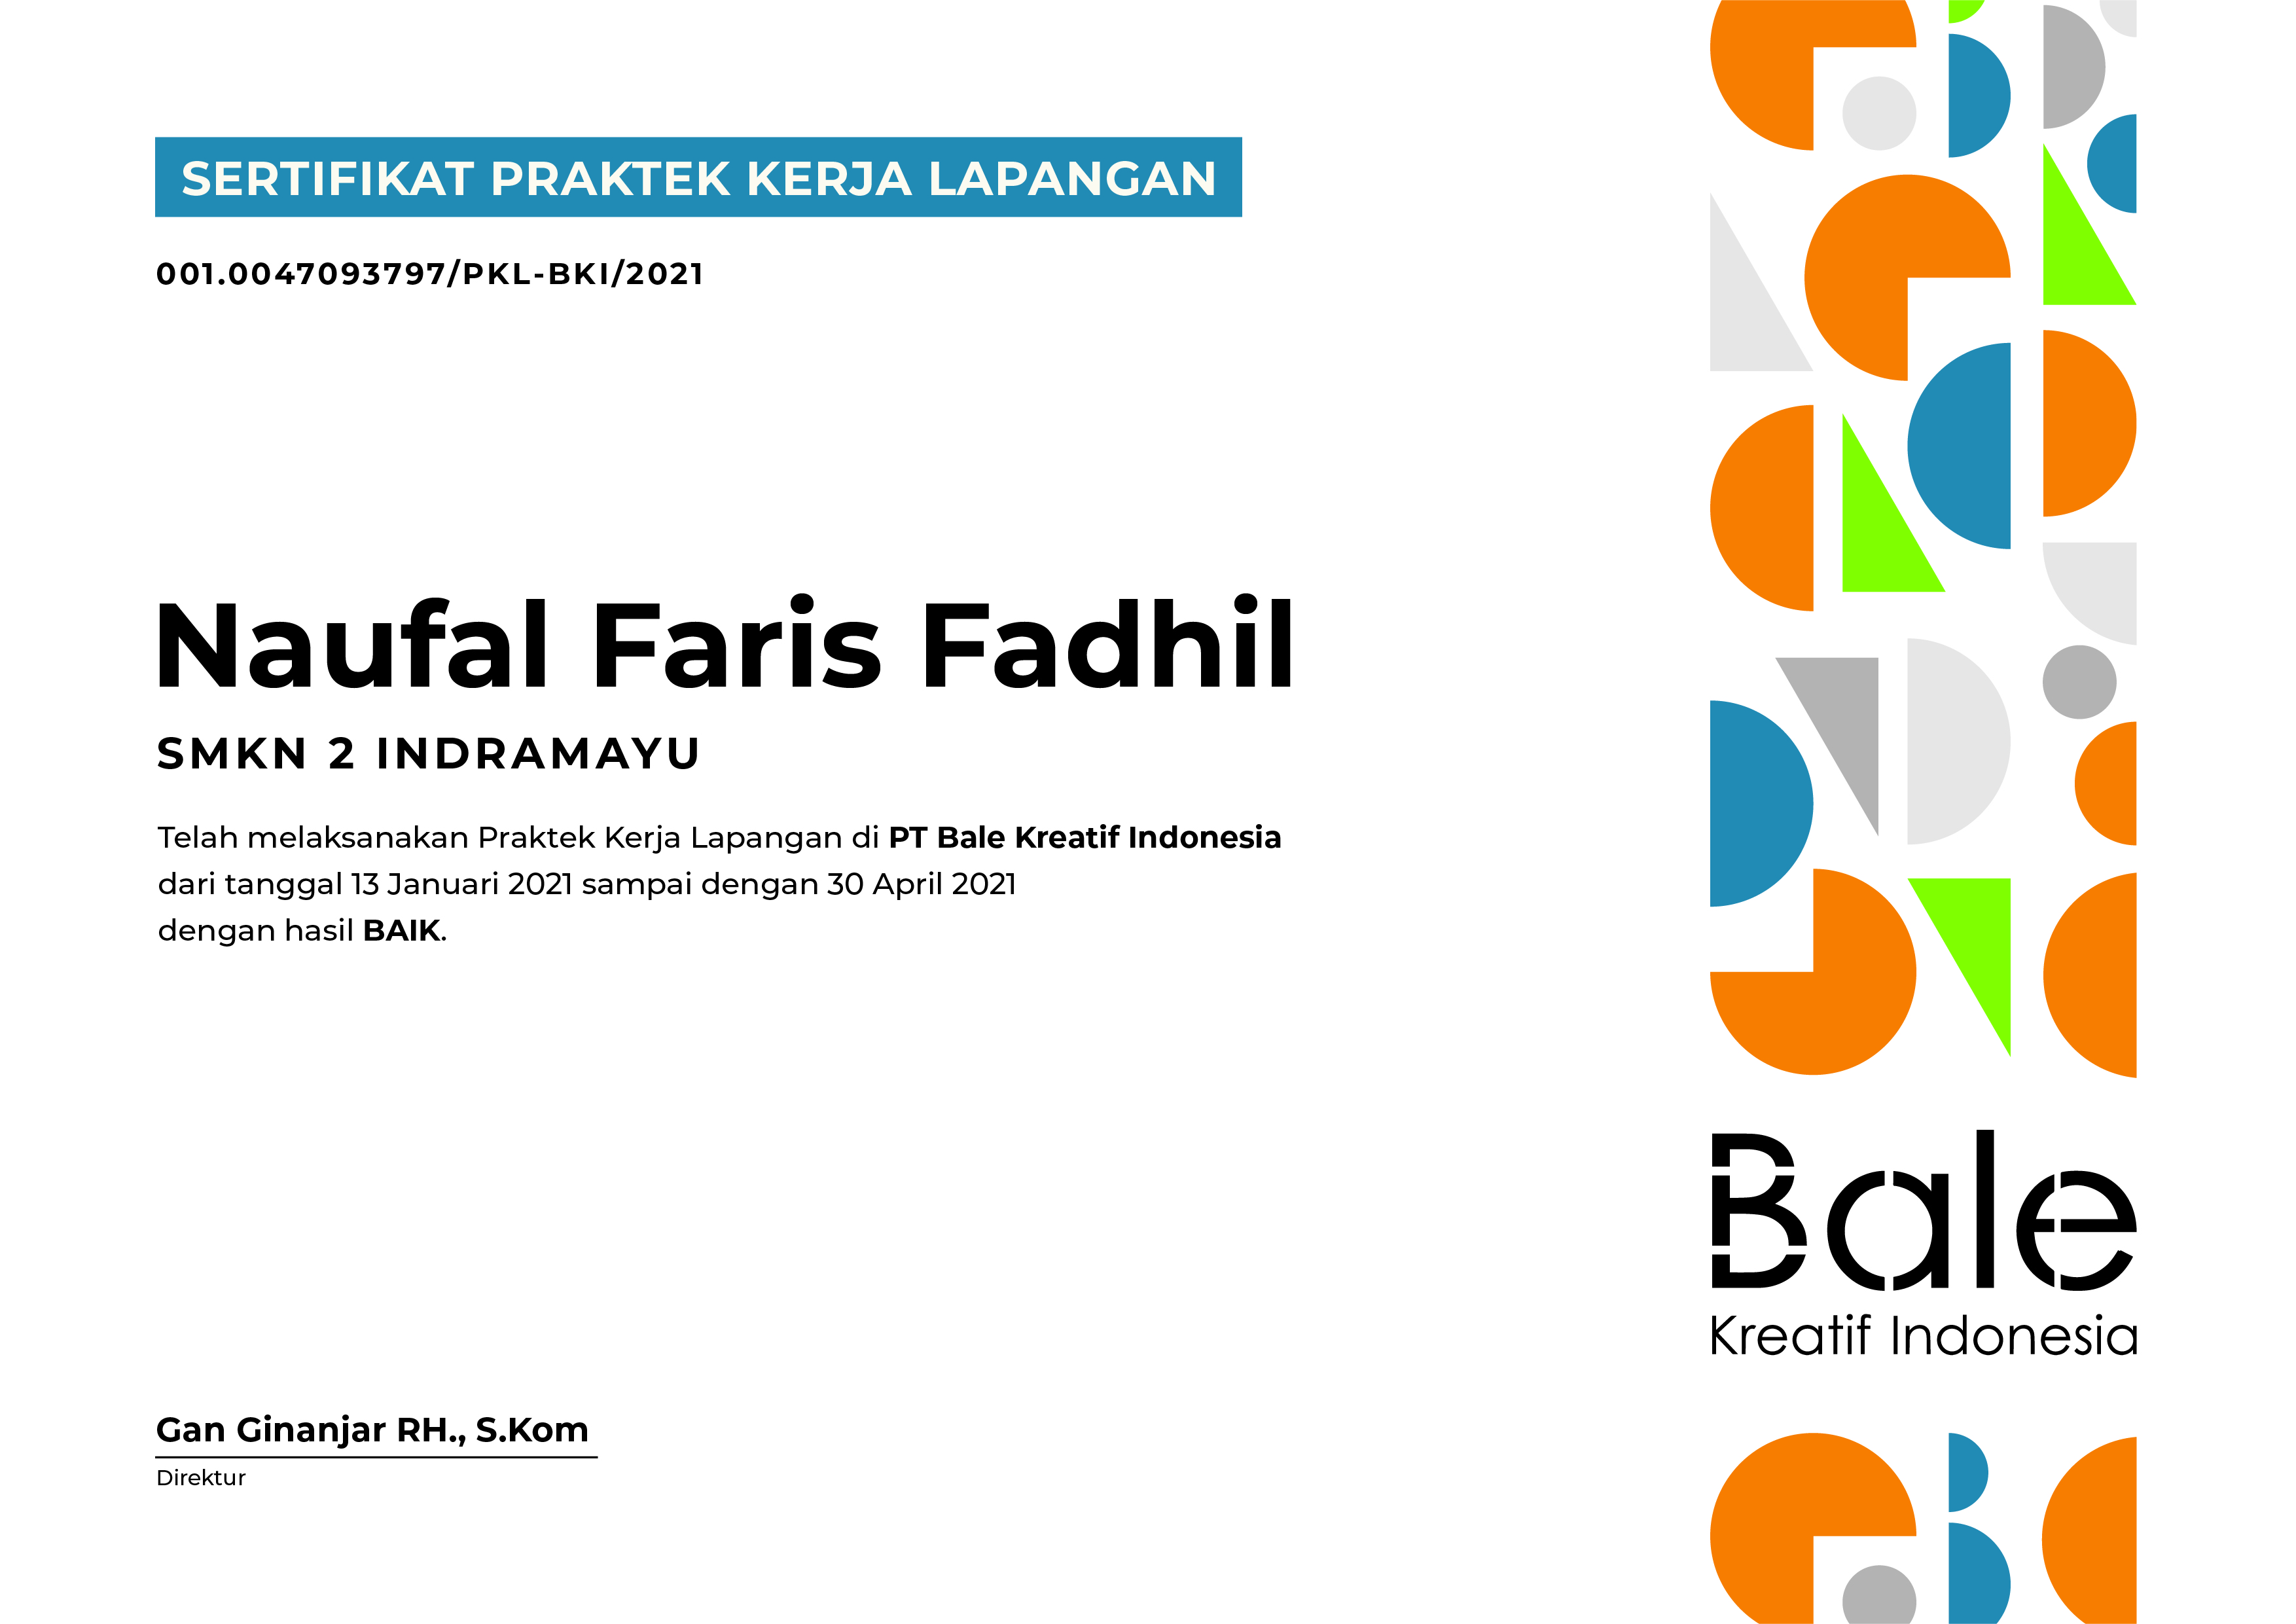 SERTIFIKAT PRAKTEK KERJA LAPANGAN
001.0047093797/PKL-BKI/2021
Naufal Faris Fadhil
SMKN 2 INDRAMAYU
Telah melaksanakan Praktek Kerja Lapangan di PT Bale Kreatif Indonesia
dari tanggal 13 Januari 2021 sampai dengan 30 April 2021
dengan hasil BAIK.
Gan Ginanjar RH., S.Kom
Direktur
Bale
Kreatif Indonesia